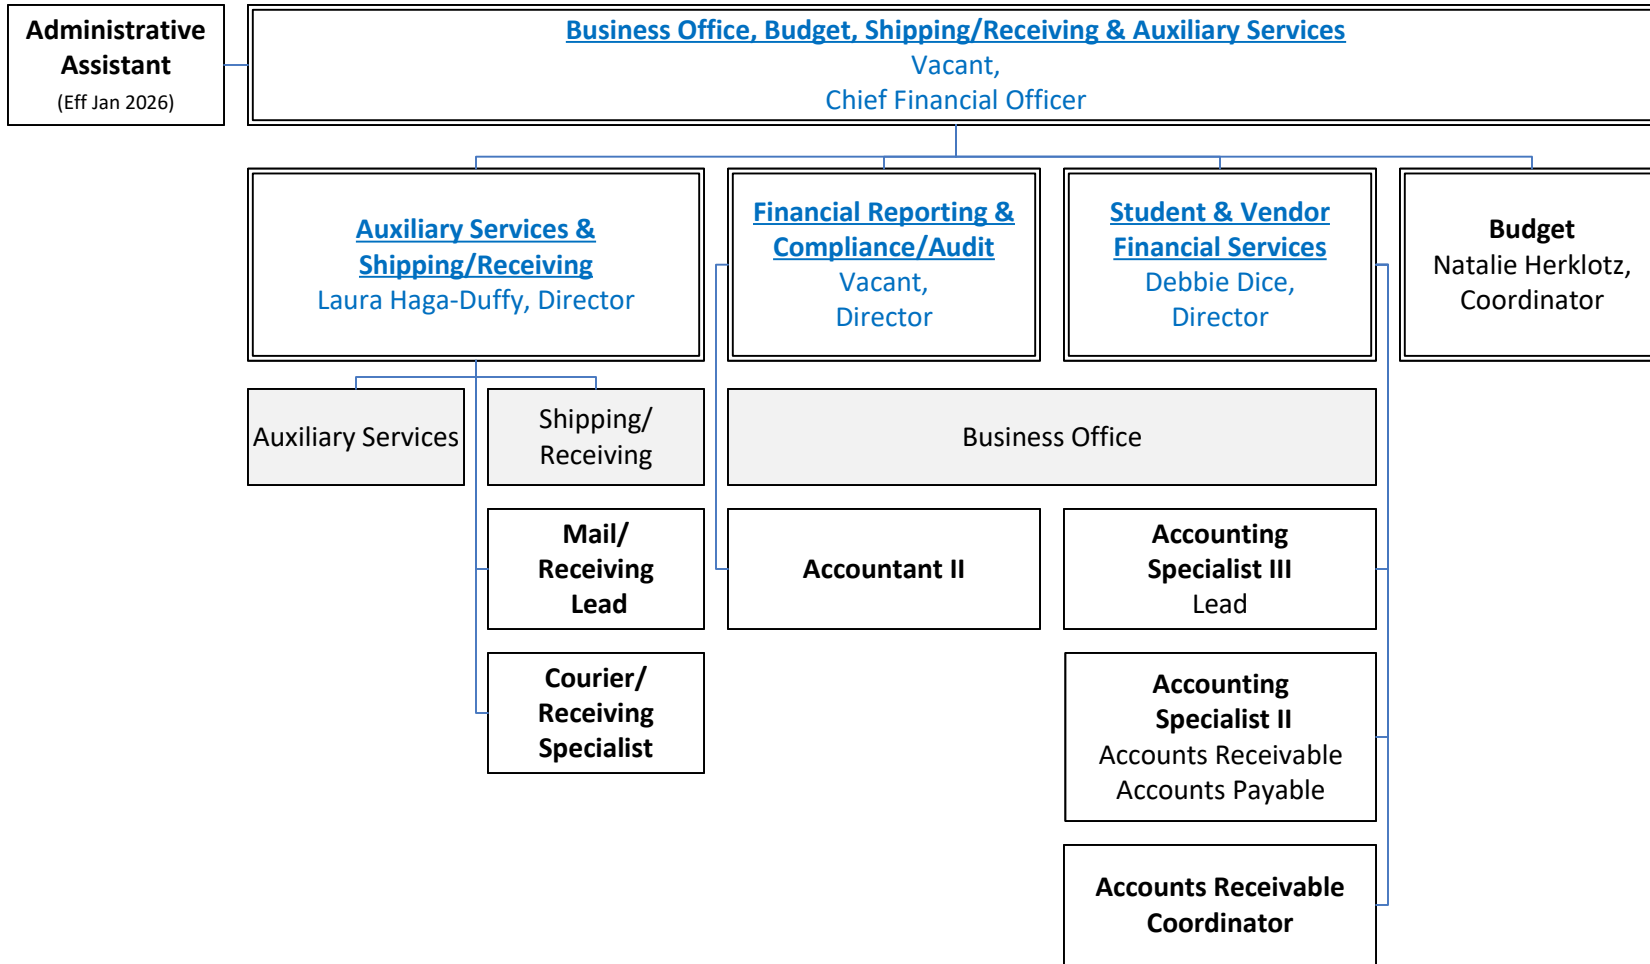 Administrative
Assistant
(Eff Jan 2026)
Business Office, Budget, Shipping/Receiving & Auxiliary Services
Vacant,
Chief Financial Officer
Auxiliary Services &
Shipping/Receiving
Laura Haga-Duffy, Director
Financial Reporting &
Compliance/Audit
Vacant,
Director
Student & Vendor
Financial Services
Debbie Dice,
Director
Budget
Natalie Herklotz,
Coordinator
Auxiliary Services
Shipping/
Receiving
Business Office
Mail/
Receiving
Lead
Accountant II
Accounting
Specialist III
Lead
Courier/
Receiving
Specialist
Accounting
Specialist II
Accounts Receivable
Accounts Payable
Accounts Receivable
Coordinator